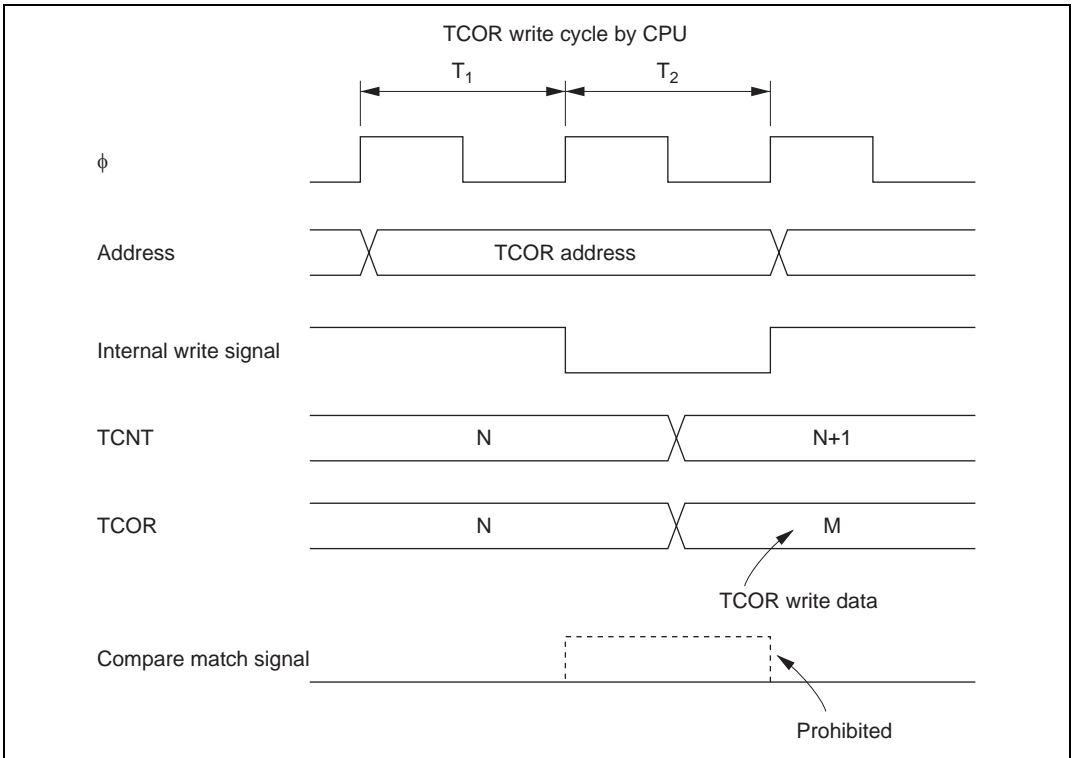 TCOR write cycle by CPU
T1 T2
φ
Address TCOR address
Internal write signal
TCNT N N+1
TCOR N M
TCOR write data
Compare match signal
Prohibited